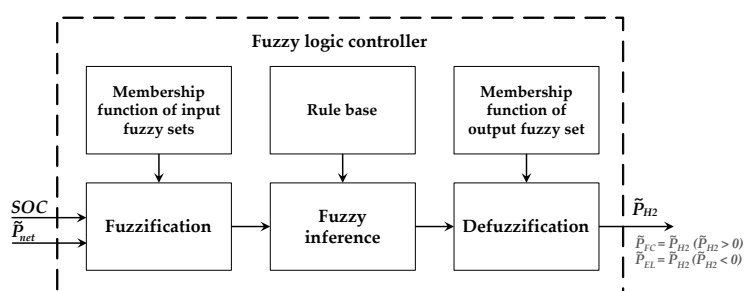 Fuzzy logic controller
Membership
function of input
fuzzy sets
Rule base
Membership
function of
output fuzzy set
SOC
P̃net
Fuzzification
Fuzzy
inference
Defuzzification
P̃H2
P̃FC = P̃H2 (P̃H2 > 0)
P̃EL = P̃H2 (P̃H2 < 0)